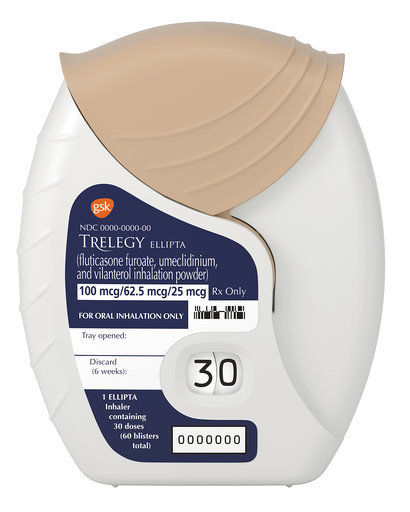 gsk
NDC 0000-0000-00
TRELEGY ELLIPTA
(fluticasone furoate, umeclidinium,
and vilanterol inhalation powder)
100 mcg/62.5 mcg/25 mcg Rx Only
FOR ORAL INHALATION ONLY
Tray opened:
Discard
(6 weeks):
30
1 ELLIPTA
Inhaler
containing
30 doses
(60 blisters
total)
0000000